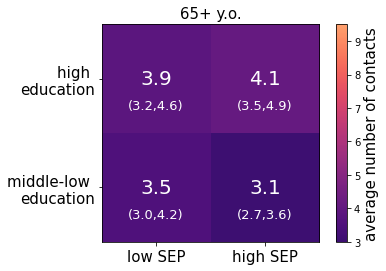 65+ y.o.
high
education
3.9
(3.2,4.6)
4.1
(3.5,4.9)
middle-low
education
3.5
(3.0,4.2)
3.1
(2.7,3.6)
low SEP
high SEP
9
8
7
6
5
4
3
average number of contacts